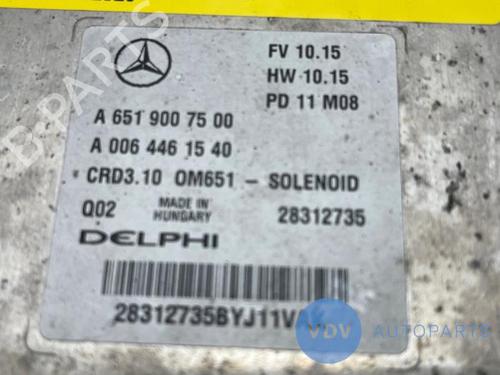 FV 10.15
HW 10.15
PD 11 M08
A 651 900 75 00
A 006 446 15 40
CRD3.10 OM651 - SOLENOID
Q02 MADE IN HUNGARY 28312735
DELPHI
28312735BYJ11V
VDV AUTOPARTS